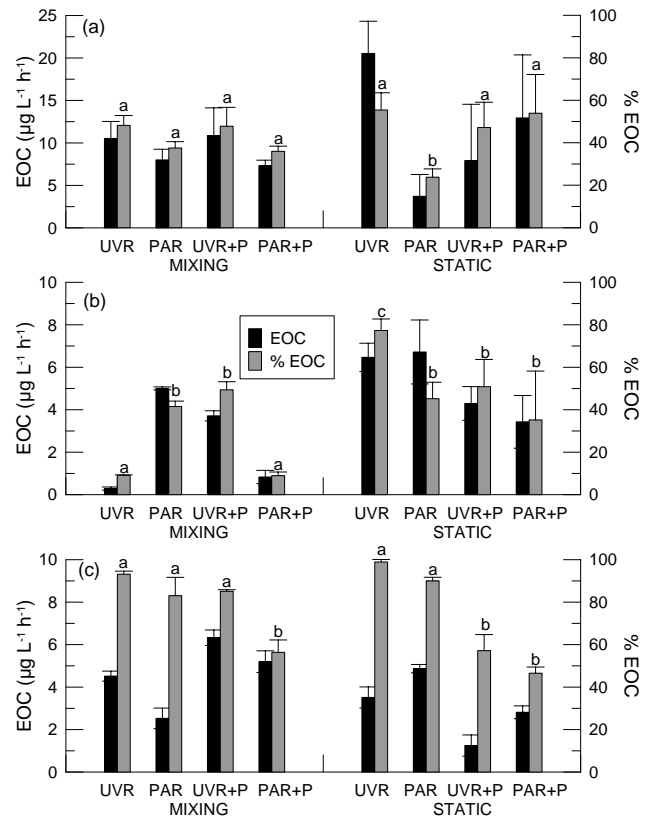 (a)
25
20
15
10
5
0
EOC (µg L⁻¹ h⁻¹)
a a a a a b a a
100
80
60
40
20
0
% EOC
UVR PAR UVR+P PAR+P UVR PAR UVR+P PAR+P
MIXING STATIC
(b)
10
8
6
4
2
0
EOC (µg L⁻¹ h⁻¹)
EOC
% EOC
a b b a c b b b
100
80
60
40
20
0
% EOC
UVR PAR UVR+P PAR+P UVR PAR UVR+P PAR+P
MIXING STATIC
(c)
10
8
6
4
2
0
EOC (µg L⁻¹ h⁻¹)
a a a b a a b b
100
80
60
40
20
0
% EOC
UVR PAR UVR+P PAR+P UVR PAR UVR+P PAR+P
MIXING STATIC